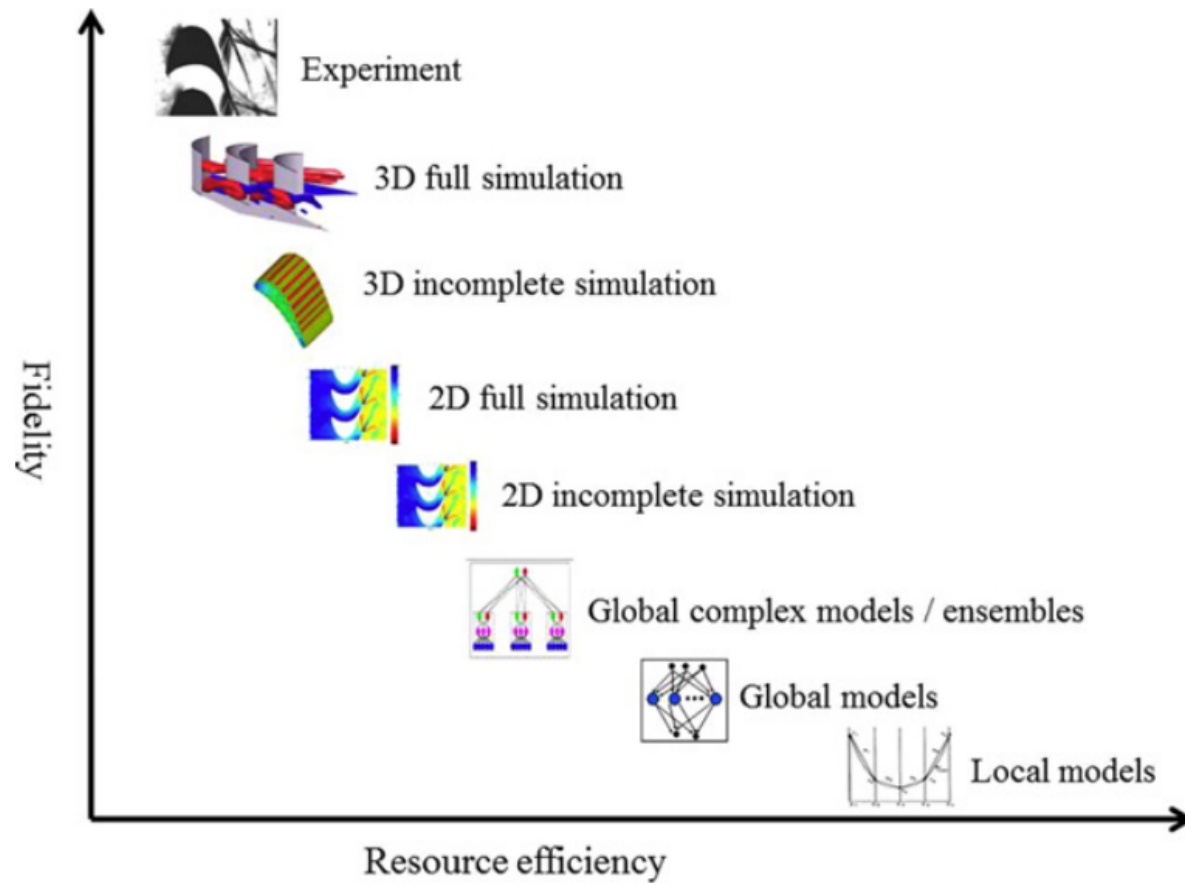 Experiment
3D full simulation
3D incomplete simulation
Fidelity
2D full simulation
2D incomplete simulation
Global complex models / ensembles
Global models
Local models
Resource efficiency